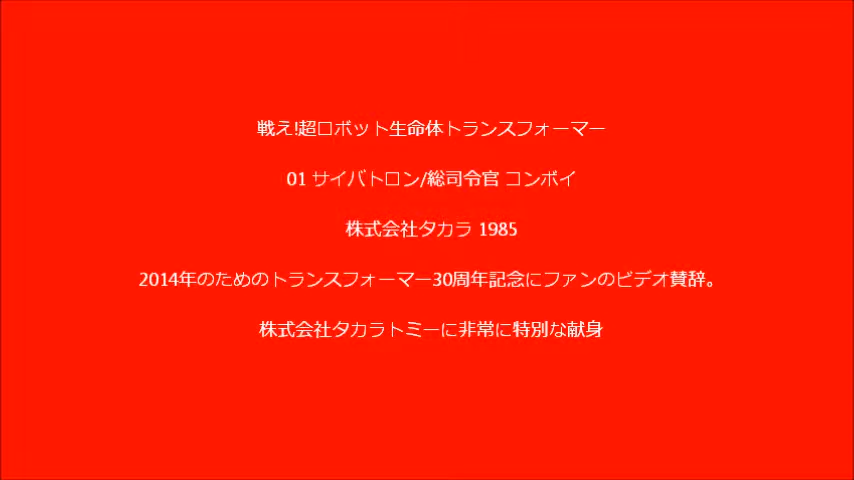 戦え!超ロボット生命体トランスフォーマー
01 サイバトロン/総司令官 コンボイ
株式会社タカラ 1985
2014年のためのトランスフォーマー30周年記念にファンのビデオ賛辞。
株式会社タカラトミーに非常に特別な献身